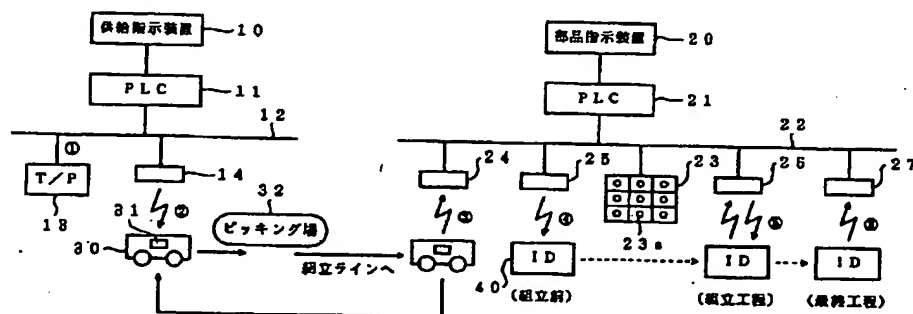 供給指示装置 10
部品指示装置 20
PLC 11
PLC 21
12
22
①
T/P 13
14
②
31
30
32
ピッキング場
組立ラインへ
24
③
25
④
23
23a
ID
40
(組立前)
ID
(組立工程)
27
ID
(最終工程)